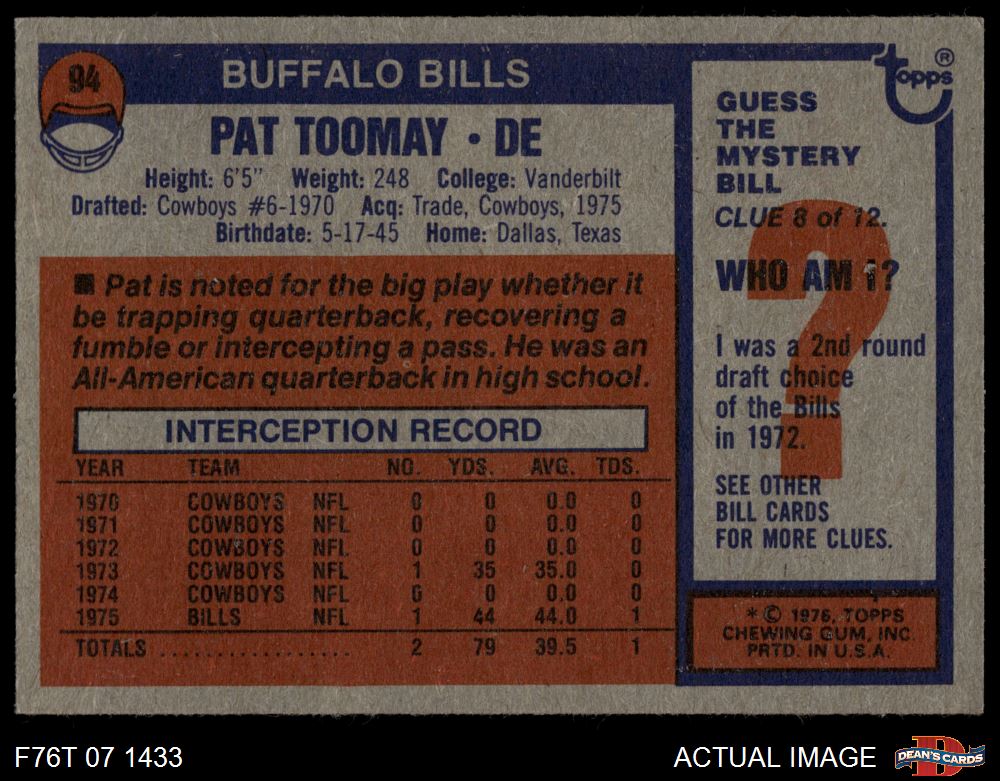 94
BUFFALO BILLS
PAT TOOMAY • DE
Height: 6'5" Weight: 248 College: Vanderbilt
Drafted: Cowboys #6-1970 Acq: Trade, Cowboys, 1975
Birthdate: 5-17-45 Home: Dallas, Texas
■ Pat is noted for the big play whether it
be trapping quarterback, recovering a
fumble or intercepting a pass. He was an
All-American quarterback in high school.
INTERCEPTION RECORD
YEAR TEAM NO. YDS. AVG. TDS.
1970 COWBOYS NFL 0 0 0.0 0
1971 COWBOYS NFL 0 0 0.0 0
1972 COWBOYS NFL 0 0 0.0 0
1973 COWBOYS NFL 1 35 35.0 0
1974 COWBOYS NFL 0 0 0.0 0
1975 BILLS NFL 1 44 44.0 1
TOTALS .................. 2 79 39.5 1
Topps ®
GUESS
THE
MYSTERY
BILL
CLUE 8 of 12.
?
WHO AM I?
I was a 2nd round
draft choice
of the Bills
in 1972.
SEE OTHER
BILL CARDS
FOR MORE CLUES.
* © 1976, TOPPS
CHEWING GUM, INC.
PRTD. IN U.S.A.
F76T 07 1433
ACTUAL IMAGE
D
DEAN'S CARDS